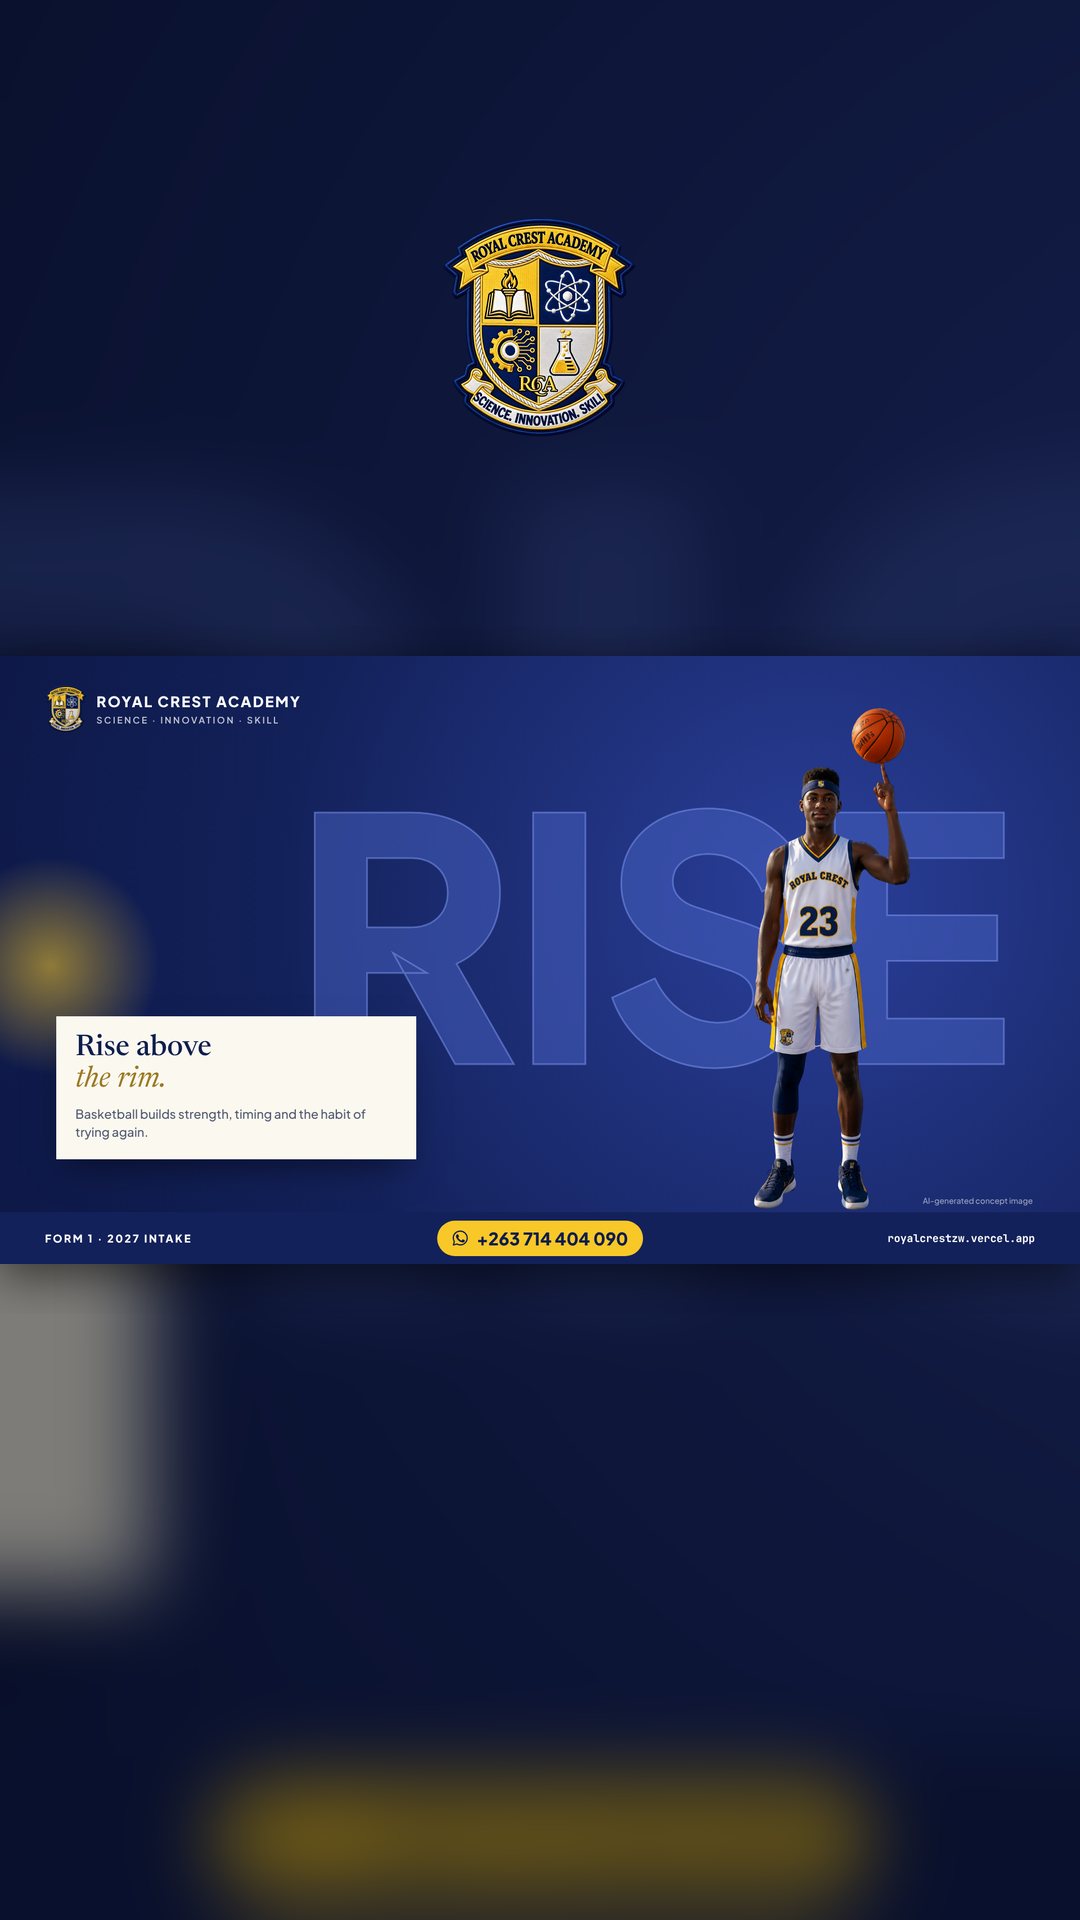 ROYAL CREST ACADEMY
RCA
SCIENCE. INNOVATION. SKILL
ROYAL CREST ACADEMY
SCIENCE · INNOVATION · SKILL
RISE
ROYAL CREST
23
Rise above
the rim.
Basketball builds strength, timing and the habit of
trying again.
AI-generated concept image
FORM 1 · 2027 INTAKE
+263 714 404 090
royalcrestzw.vercel.app